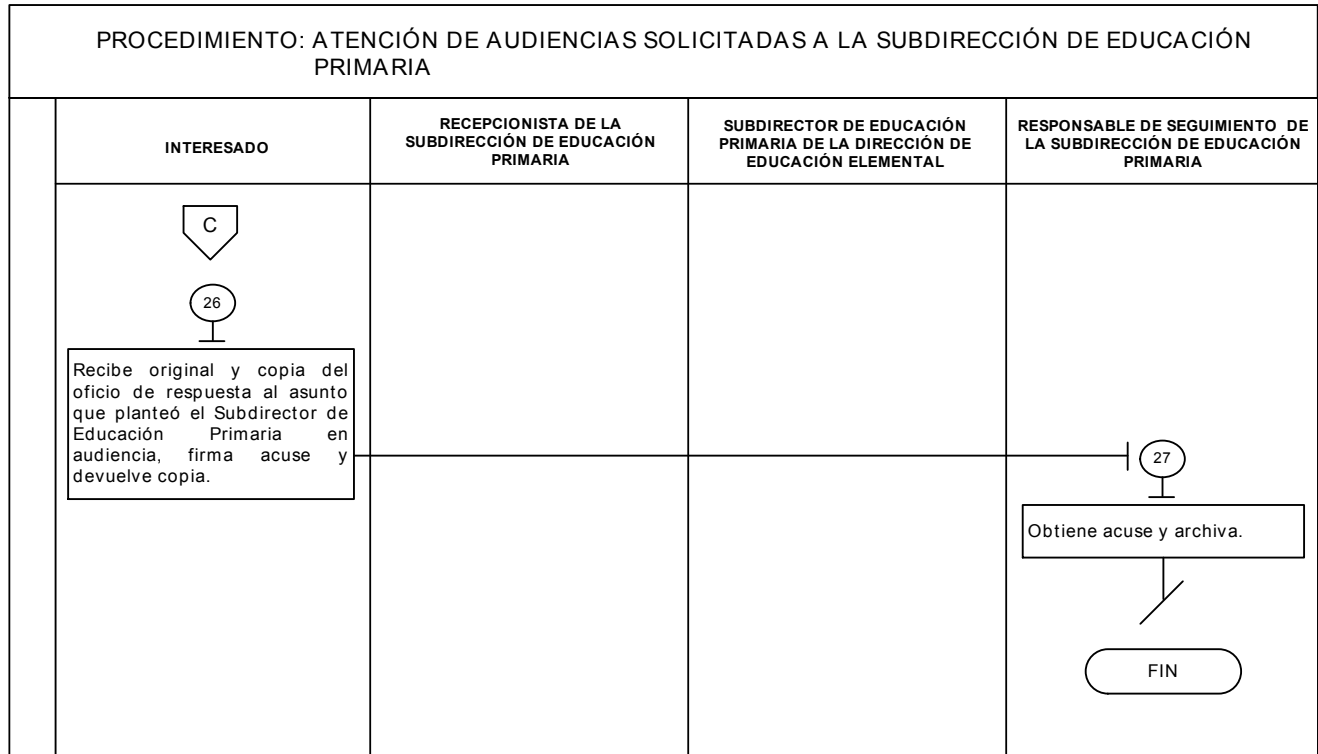 PROCEDIMIENTO: ATENCIÓN DE AUDIENCIAS SOLICITADAS A LA SUBDIRECCIÓN DE EDUCACIÓN
PRIMARIA
INTERESADO
RECEPCIONISTA DE LA
SUBDIRECCIÓN DE EDUCACIÓN
PRIMARIA
SUBDIRECTOR DE EDUCACIÓN
PRIMARIA DE LA DIRECCIÓN DE
EDUCACIÓN ELEMENTAL
RESPONSABLE DE SEGUIMIENTO DE
LA SUBDIRECCIÓN DE EDUCACIÓN
PRIMARIA
C
26
Recibe original y copia del
oficio de respuesta al asunto
que planteó el Subdirector de
Educación Primaria en
audiencia, firma acuse y
devuelve copia.
27
Obtiene acuse y archiva.
FIN